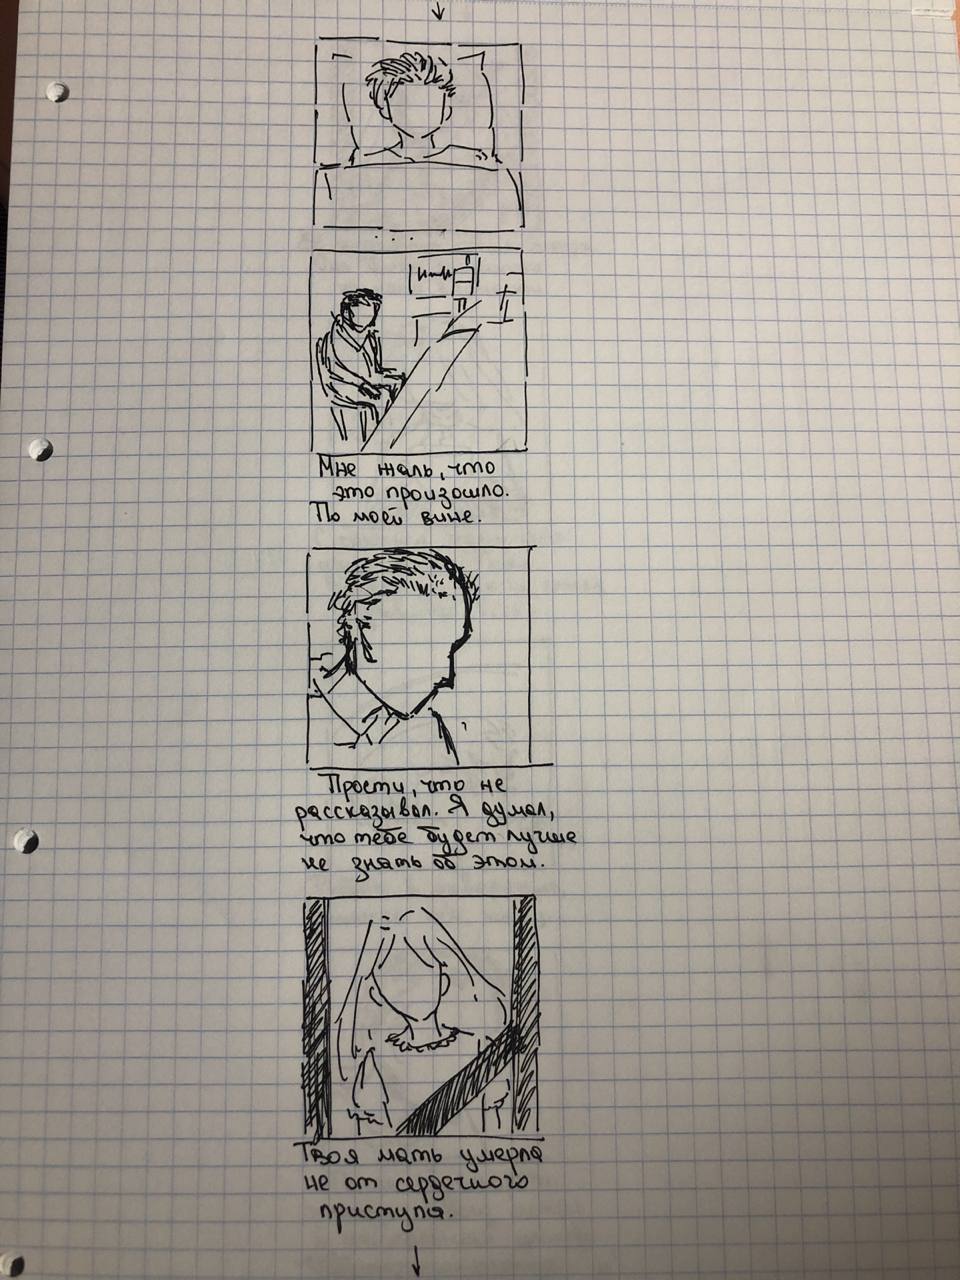 Мне жаль, что
это произошло.
По моей вине.
Прости, что не
рассказывал. Я думал,
что тебе будет лучше
не знать об этом.
Твоя мать умерла
не от сердечного
приступа.